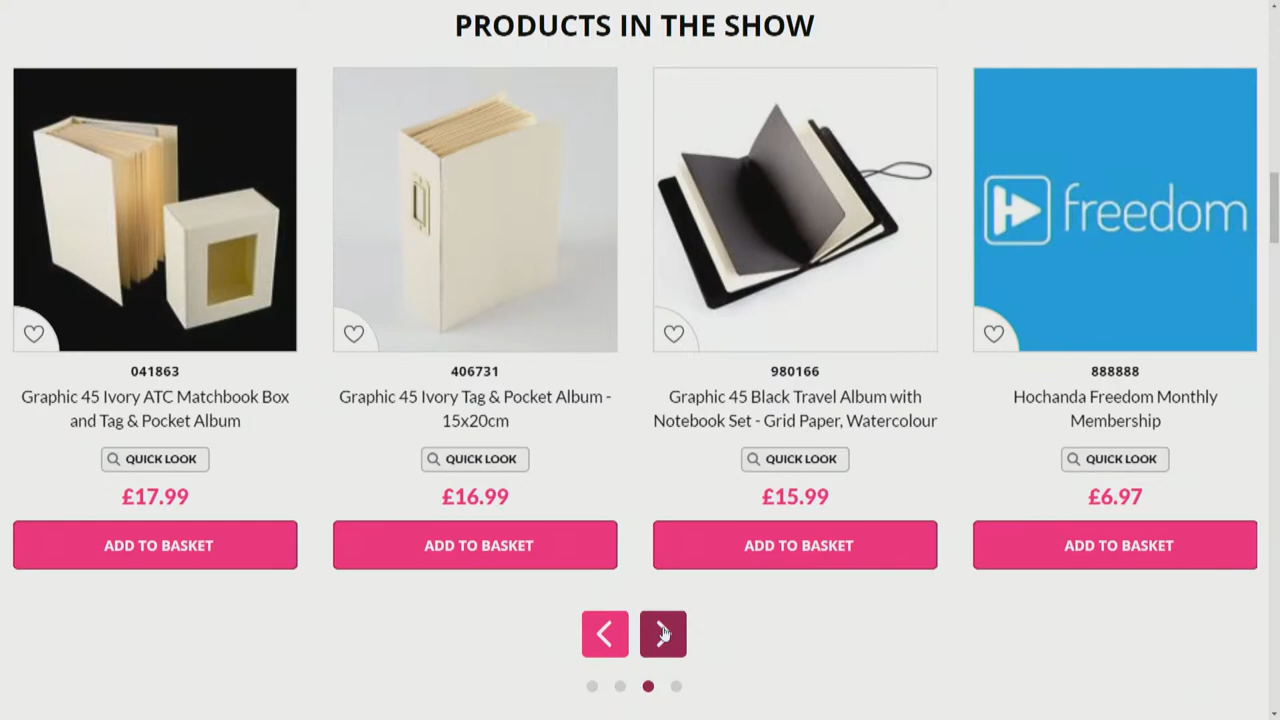 PRODUCTS IN THE SHOW
freedom
041863
Graphic 45 Ivory ATC Matchbook Box
and Tag & Pocket Album
QUICK LOOK
£17.99
ADD TO BASKET
406731
Graphic 45 Ivory Tag & Pocket Album -
15x20cm
QUICK LOOK
£16.99
ADD TO BASKET
980166
Graphic 45 Black Travel Album with
Notebook Set - Grid Paper, Watercolour
QUICK LOOK
£15.99
ADD TO BASKET
888888
Hochanda Freedom Monthly
Membership
QUICK LOOK
£6.97
ADD TO BASKET